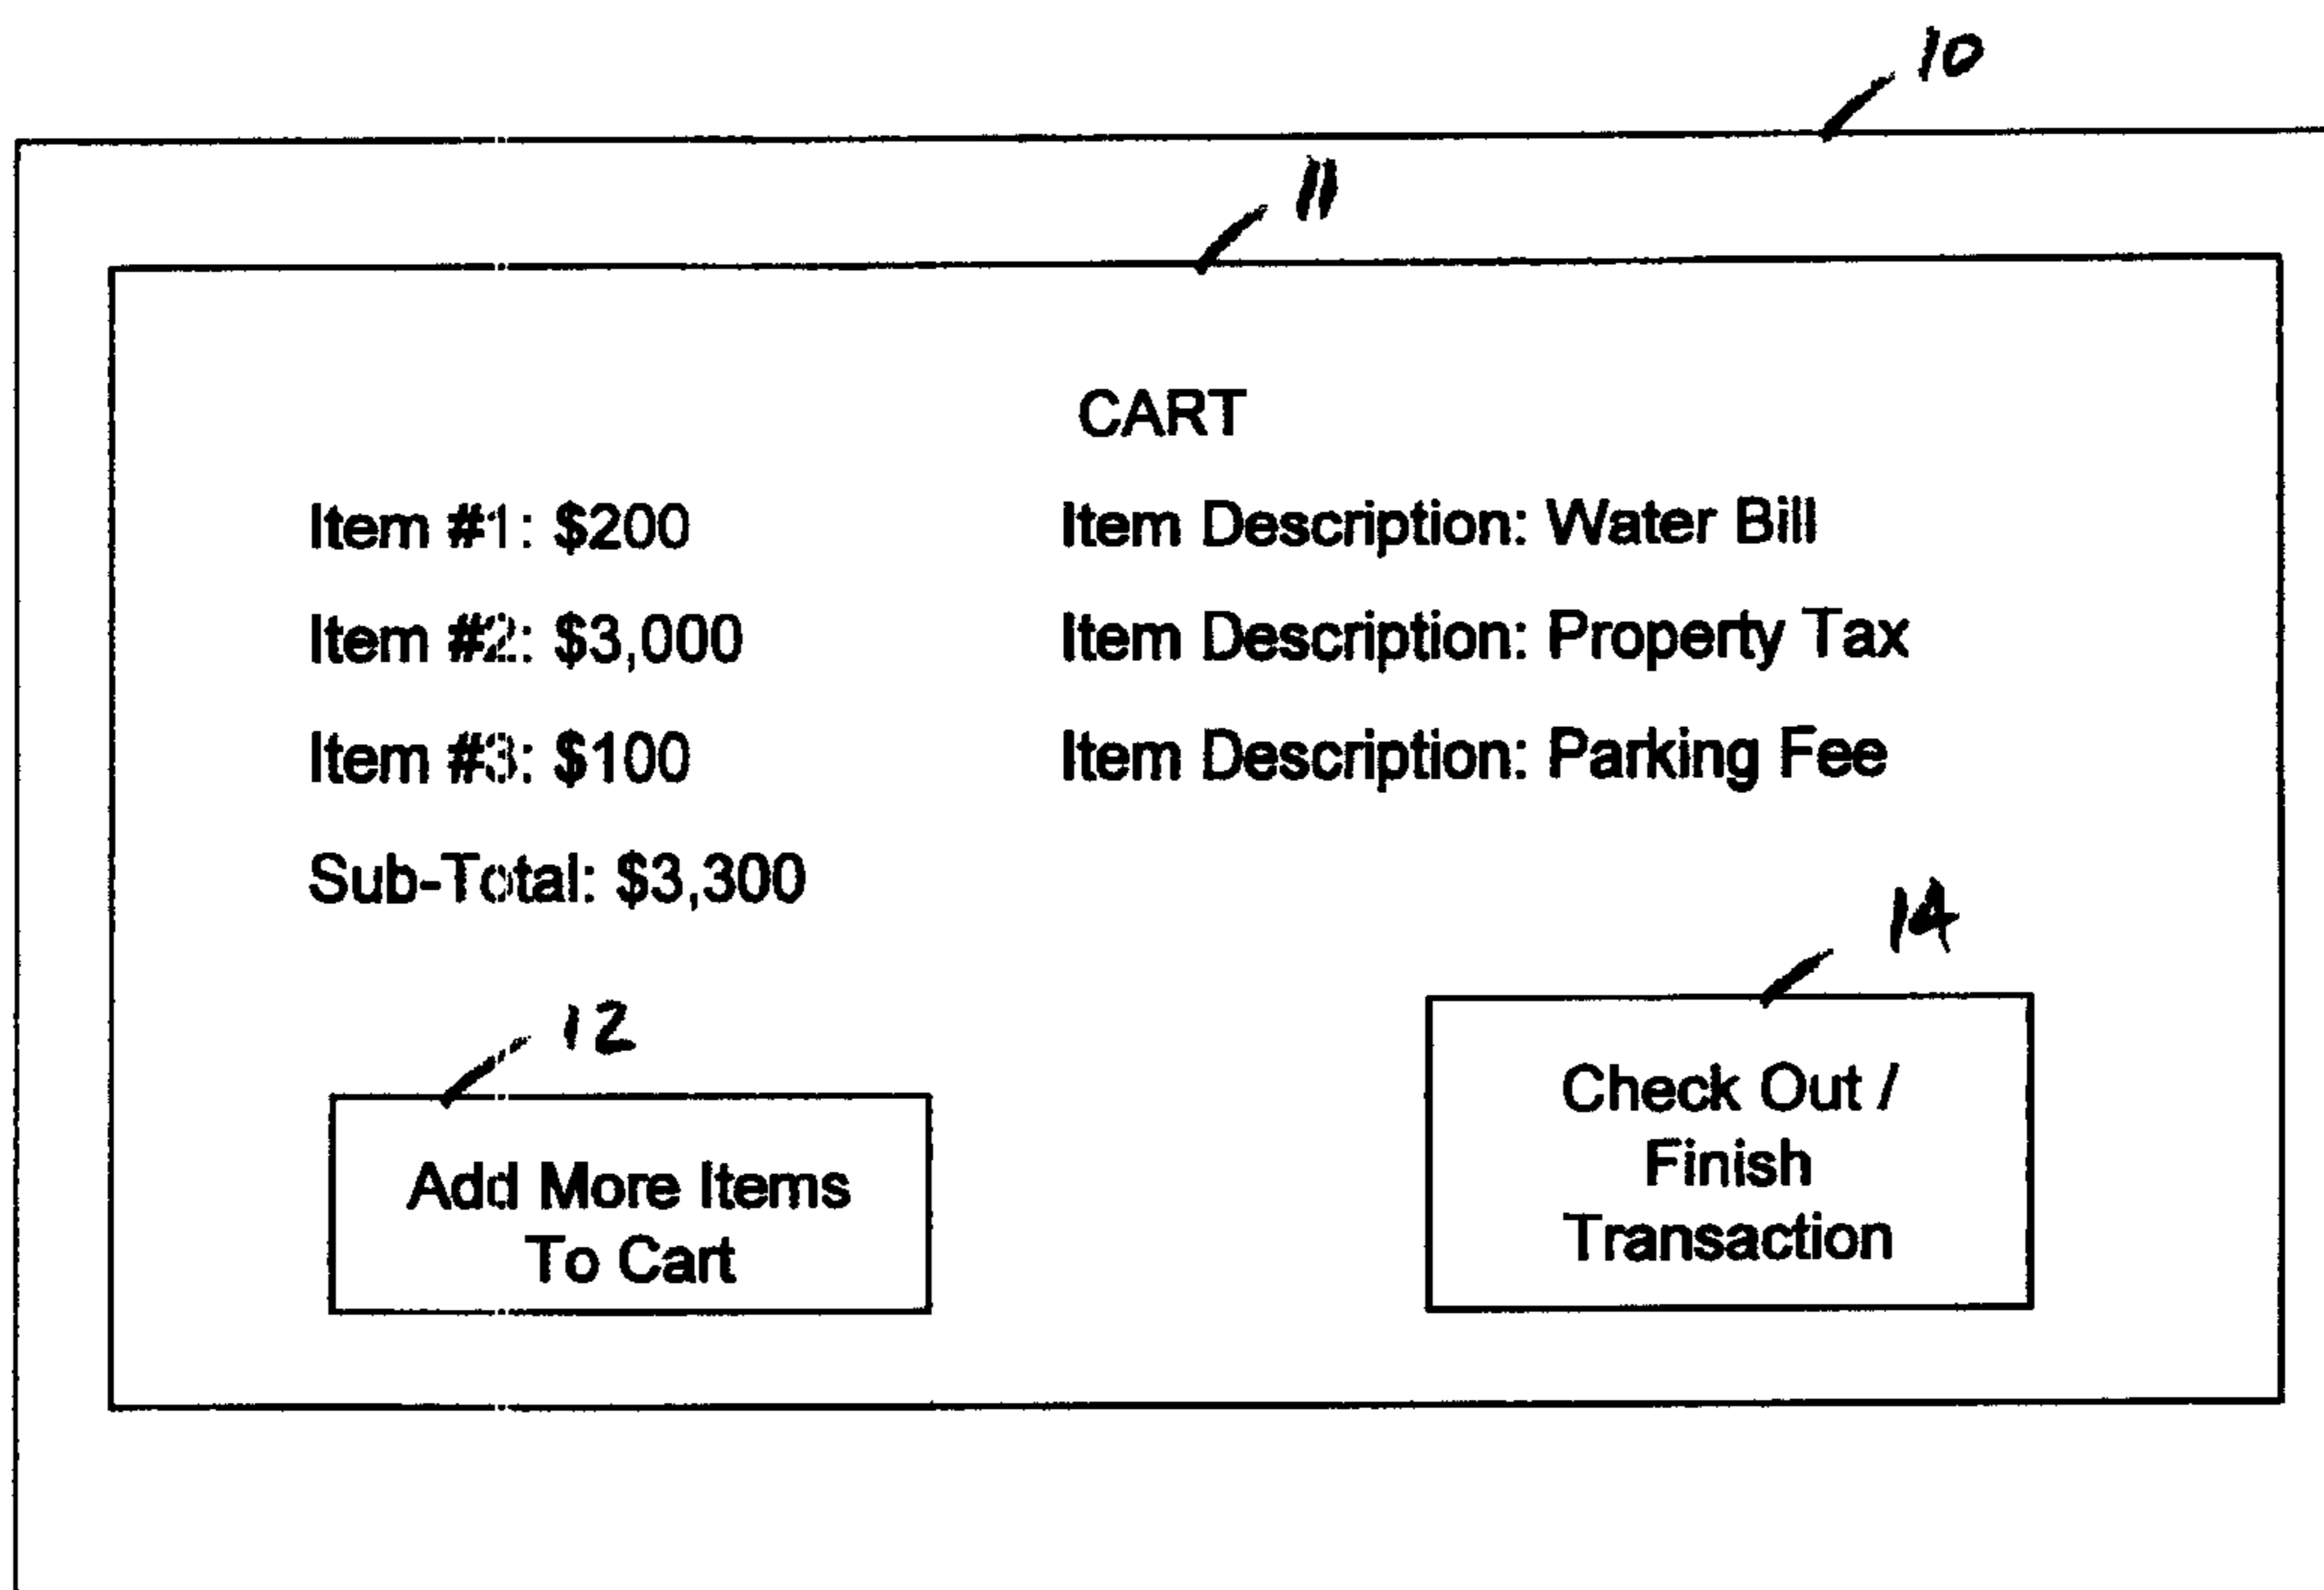 10
11
CART
Item #1: $200 Item Description: Water Bill
Item #2: $3,000 Item Description: Property Tax
Item #3: $100 Item Description: Parking Fee
Sub-Total: $3,300
14
12
Check Out /
Finish
Transaction
Add More Items
To Cart